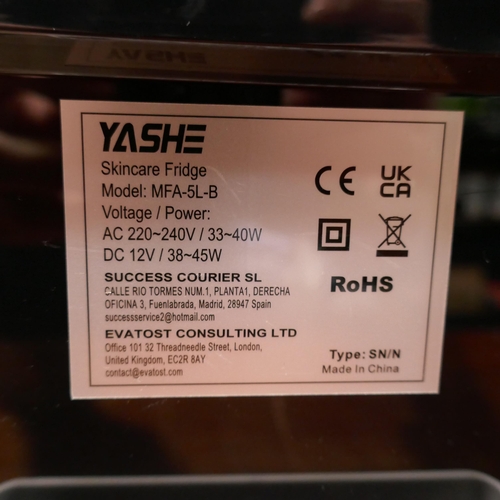 YASHE
Skincare Fridge
Model: MFA-5L-B
Voltage / Power:
AC 220~240V / 33~40W
DC 12V / 38~45W
SUCCESS COURIER SL
CALLE RIO TORMES NUM.1, PLANTA1, DERECHA
OFICINA 3, Fuenlabrada, Madrid, 28947 Spain
successservice2@hotmail.com
EVATOST CONSULTING LTD
Office 101 32 Threadneedle Street, London,
United Kingdom, EC2R 8AY
contact@evatost.com
CE
UK
CA
RoHS
Type: SN/N
Made In China